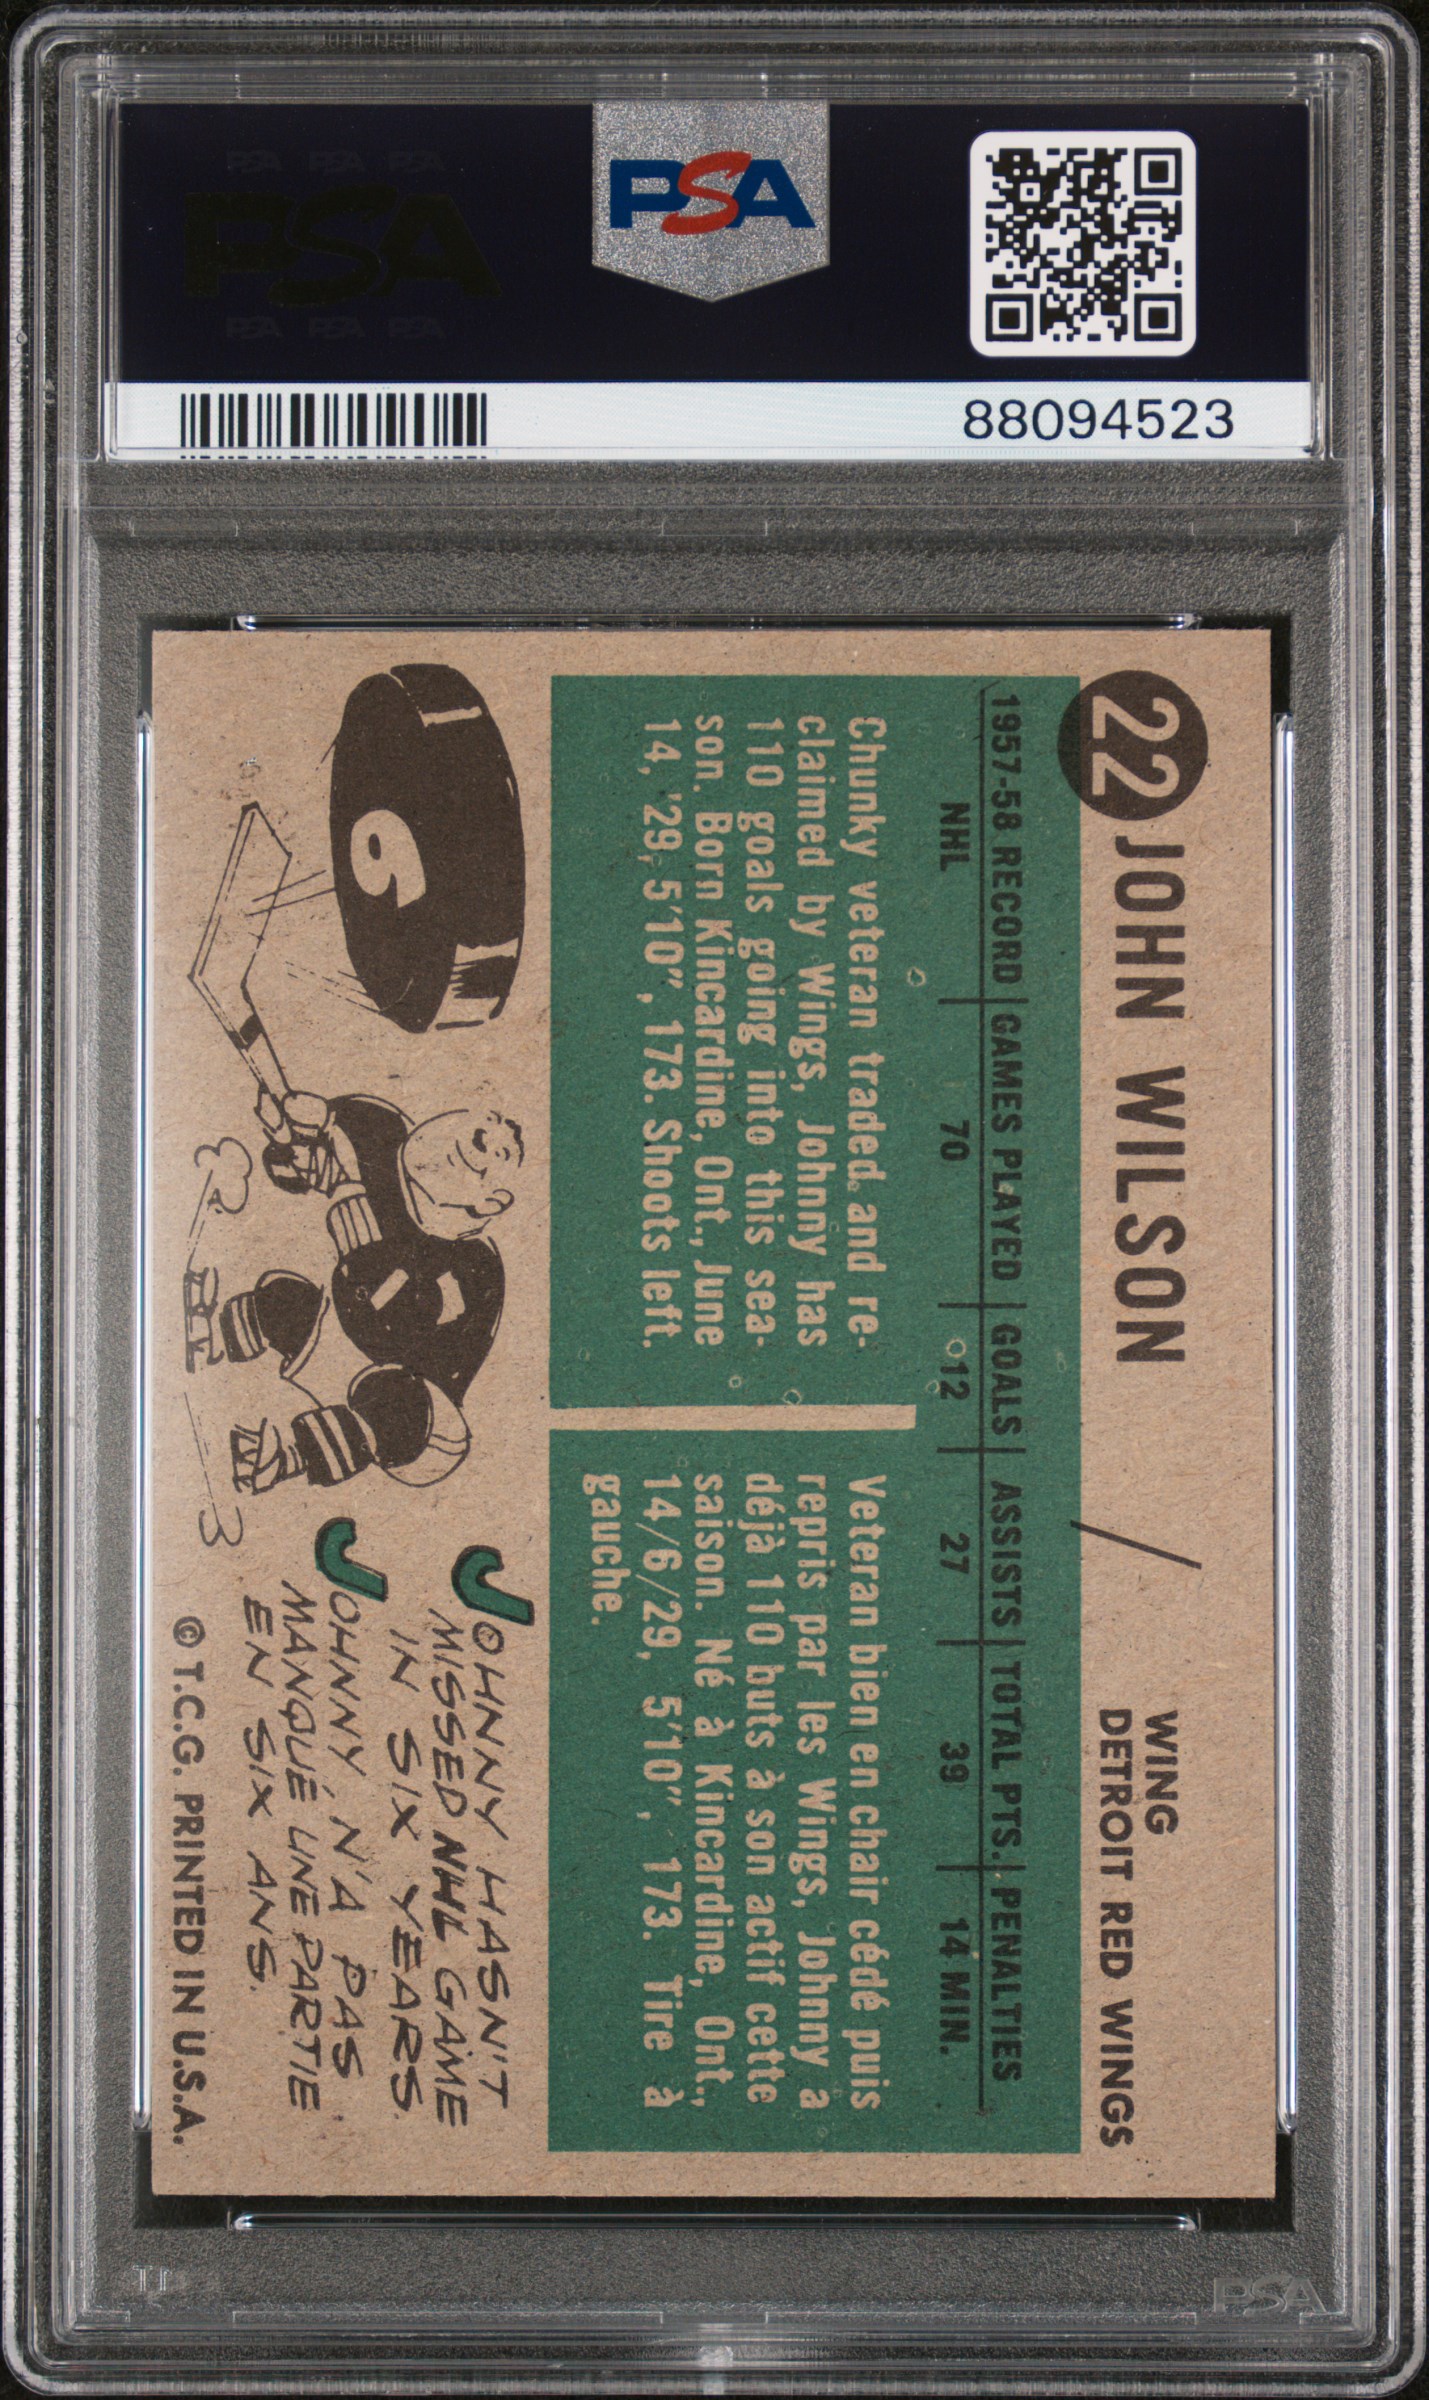 PSA PSA PSA
PSA
PSA PSA PSA
PSA
88094523
22 JOHN WILSON / WING
DETROIT RED WINGS
1957-58 RECORD GAMES PLAYED GOALS ASSISTS TOTAL PTS. PENALTIES
NHL 70 12 27 39 14 MIN.
Chunky veteran traded and re-
claimed by Wings, Johnny has
110 goals going into this sea-
son. Born Kincardine, Ont., June
14, '29, 5'10", 173. Shoots left.
Veteran bien en chair cédé puis
repris par les Wings, Johnny a
déjà 110 buts à son actif cette
saison. Né à Kincardine, Ont.,
14/6/29, 5'10", 173. Tire à
gauche.
6
JOHNNY HASN'T
MISSED NHL GAME
IN SIX YEARS.
JOHNNY, N'A PAS
MANQUÉ UNE PARTIE
EN SIX ANS.
© T.C.G. PRINTED IN U.S.A.
PSA